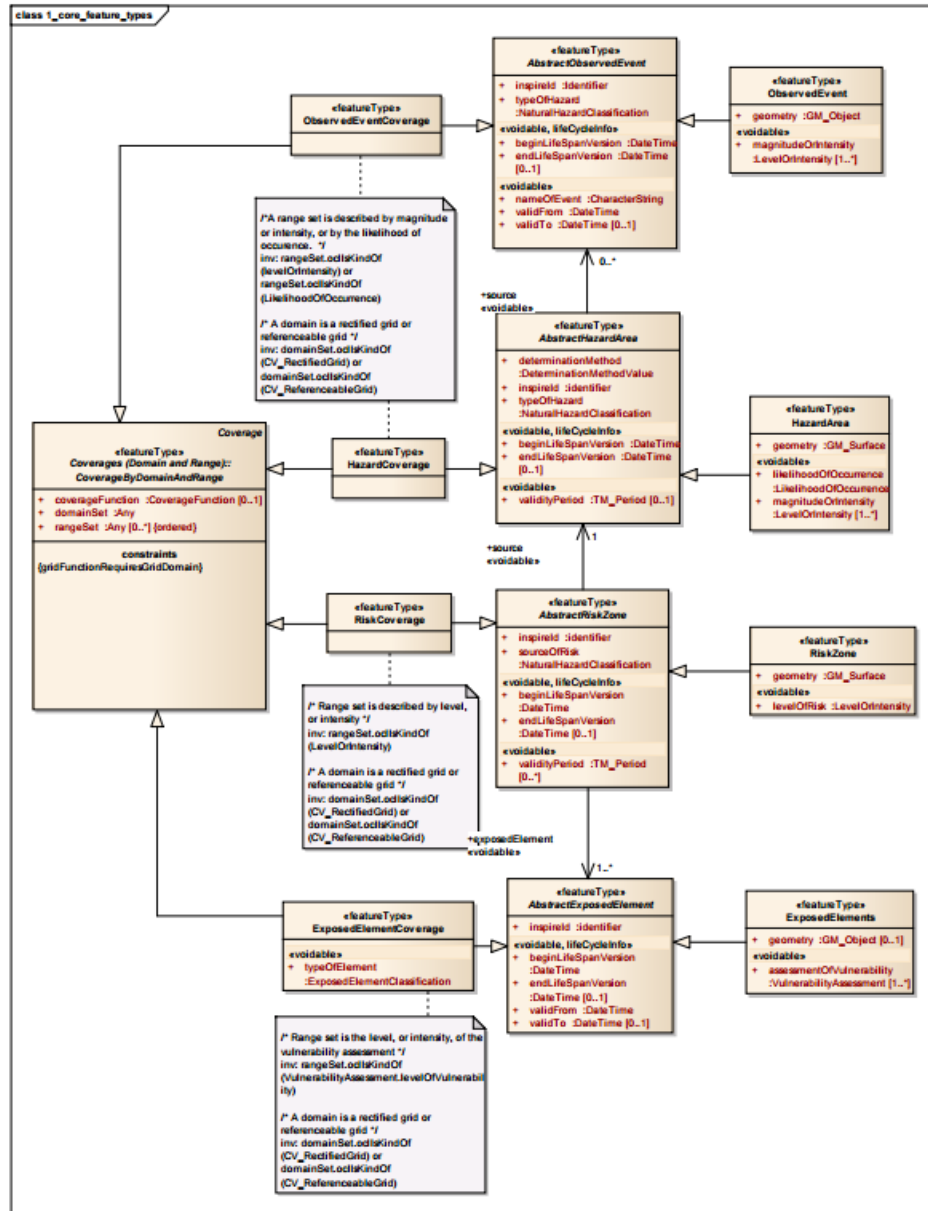 class 1_core_feature_types
«featureType»
AbstractObservedEvent
+ inspireId :Identifier
+ typeOfHazard
:NaturalHazardClassification
«voidable, lifeCycleInfo»
+ beginLifeSpanVersion :DateTime
+ endLifeSpanVersion :DateTime
[0..1]
«voidable»
+ nameOfEvent :CharacterString
+ validFrom :DateTime
+ validTo :DateTime [0..1]
«featureType»
ObservedEvent
+ geometry :GM_Object
«voidable»
+ magnitudeOrIntensity
:LevelOrIntensity [1..*]
«featureType»
ObservedEventCoverage
/*A range set is described by magnitude
or intensity, or by the likelihood of
occurence. */
inv: rangeSet.oclIsKindOf
(levelOrIntensity) or
rangeSet.oclIsKindOf
(LikelihoodOfOccurrence)
/* A domain is a rectified grid or
referenceable grid */
inv: domainSet.oclIsKindOf
(CV_RectifiedGrid) or
domainSet.oclIsKindOf
(CV_ReferenceableGrid)
0..*
+source
«voidable»
«featureType»
AbstractHazardArea
+ determinationMethod
:DeterminationMethodValue
+ inspireId :identifier
+ typeOfHazard
:NaturalHazardClassification
«voidable, lifeCycleInfo»
+ beginLifeSpanVersion :DateTime
+ endLifeSpanVersion :DateTime
[0..1]
«voidable»
+ validityPeriod :TM_Period [0..1]
«featureType»
HazardArea
+ geometry :GM_Surface
«voidable»
+ likelihoodOfOccurrence
:LikelihoodOfOccurrence
+ magnitudeOrIntensity
:LevelOrIntensity [1..*]
Coverage
«featureType»
Coverages (Domain and Range)::
CoverageByDomainAndRange
+ coverageFunction :CoverageFunction [0..1]
+ domainSet :Any
+ rangeSet :Any [0..*] {ordered}
constraints
{gridFunctionRequiresGridDomain}
«featureType»
HazardCoverage
1
+source
«voidable»
«featureType»
RiskCoverage
«featureType»
AbstractRiskZone
+ inspireId :identifier
+ sourceOfRisk
:NaturalHazardClassification
«voidable, lifeCycleInfo»
+ beginLifeSpanVersion
:DateTime
+ endLifeSpanVersion
:DateTime [0..1]
«voidable»
+ validityPeriod :TM_Period
[0..*]
«featureType»
RiskZone
+ geometry :GM_Surface
«voidable»
+ levelOfRisk :LevelOrIntensity
/* Range set is described by level,
or intensity */
inv: rangeSet.oclIsKindOf
(LevelOrIntensity)
/* A domain is a rectified grid or
referenceable grid */
inv: domainSet.oclIsKindOf
(CV_RectifiedGrid) or
domainSet.oclIsKindOf
(CV_ReferenceableGrid)
+exposedElement
«voidable»
1..*
«featureType»
ExposedElementCoverage
«voidable»
+ typeOfElement
:ExposedElementClassification
«featureType»
AbstractExposedElement
+ inspireId :identifier
«voidable, lifeCycleInfo»
+ beginLifeSpanVersion
:DateTime
+ endLifeSpanVersion
:DateTime [0..1]
+ validFrom :DateTime
+ validTo :DateTime [0..1]
«featureType»
ExposedElements
+ geometry :GM_Object [0..1]
«voidable»
+ assessmentOfVulnerability
:VulnerabilityAssessment [1..*]
/* Range set is the level, or intensity, of the
vulnerability assessment */
inv: rangeSet.oclIsKindOf
(VulnerabilityAssessment.levelOfVulnerabil
ity)
/* A domain is a rectified grid or
referenceable grid */
inv: domainSet.oclIsKindOf
(CV_RectifiedGrid) or
domainSet.oclIsKindOf
(CV_ReferenceableGrid)